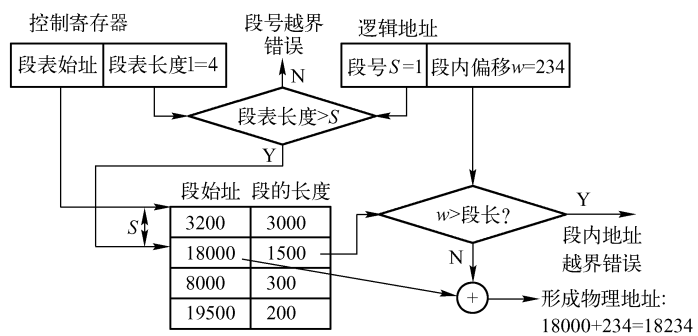 控制寄存器
段表始址 段表长度l=4
段号越界
错误
逻辑地址
段号S=1 段内偏移w=234
N
段表长度>S
Y
段始址 段的长度
S
3200 3000
18000 1500
8000 300
19500 200
w>段长?
Y
段内地址
越界错误
N
+
形成物理地址:
18000+234=18234